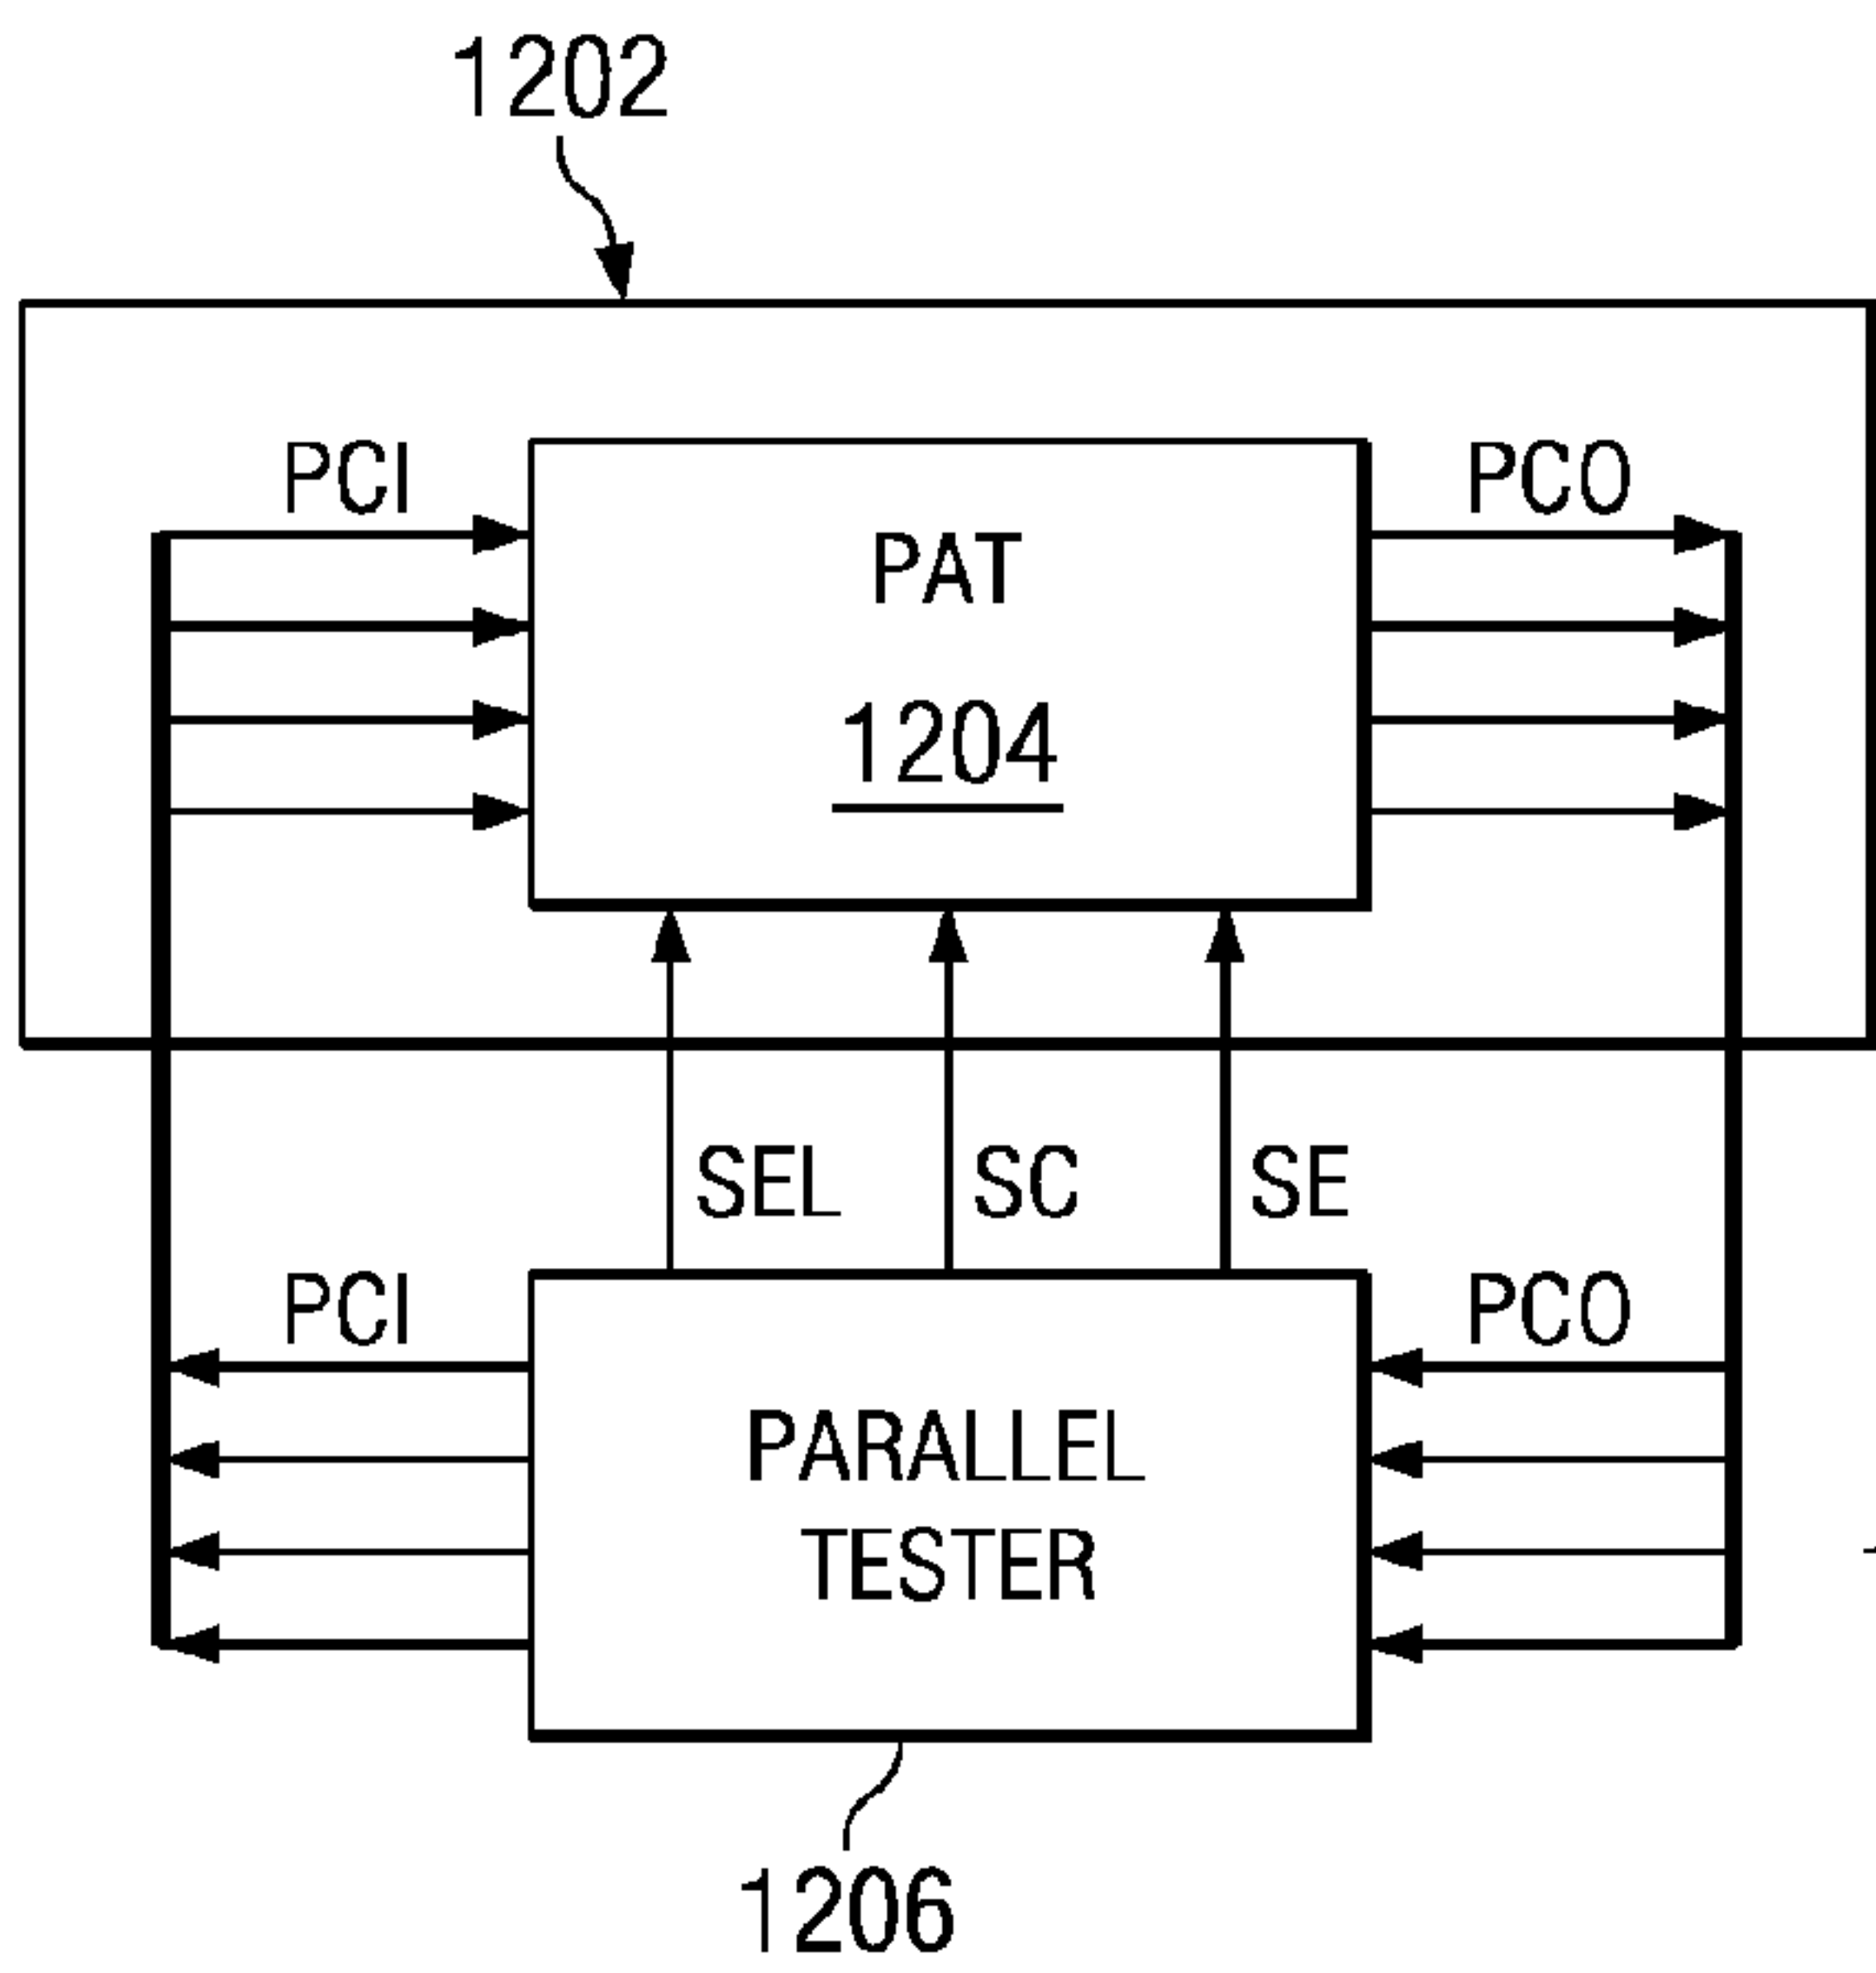 1202
PCI
PCO
PAT
1204
SEL
SC
SE
PCI
PCO
PARALLEL
TESTER
1206